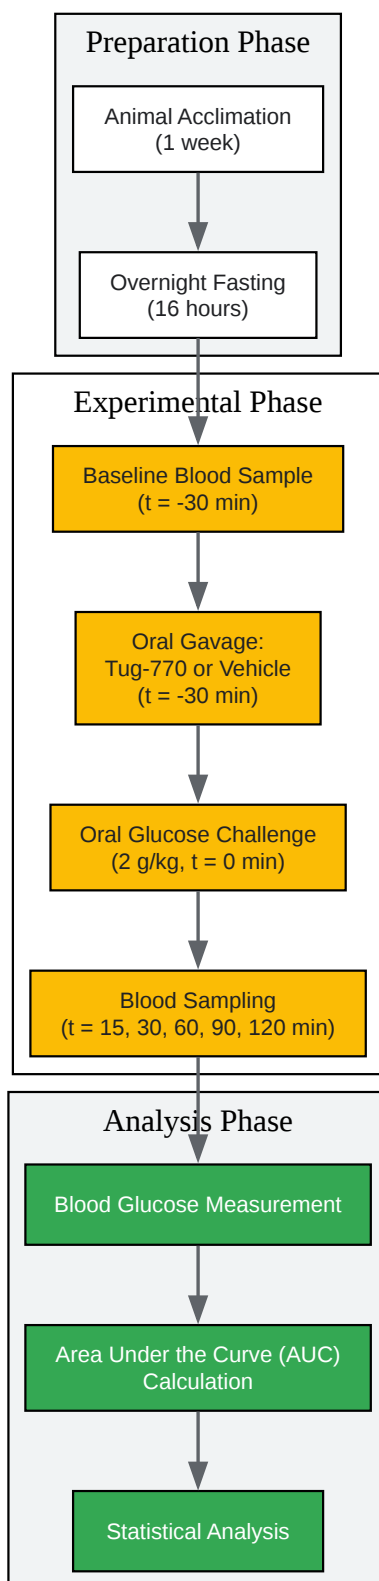 Preparation Phase
Animal Acclimation
(1 week)
Overnight Fasting
(16 hours)
Experimental Phase
Baseline Blood Sample
(t = -30 min)
Oral Gavage:
Tug-770 or Vehicle
(t = -30 min)
Oral Glucose Challenge
(2 g/kg, t = 0 min)
Blood Sampling
(t = 15, 30, 60, 90, 120 min)
Analysis Phase
Blood Glucose Measurement
Area Under the Curve (AUC)
Calculation
Statistical Analysis